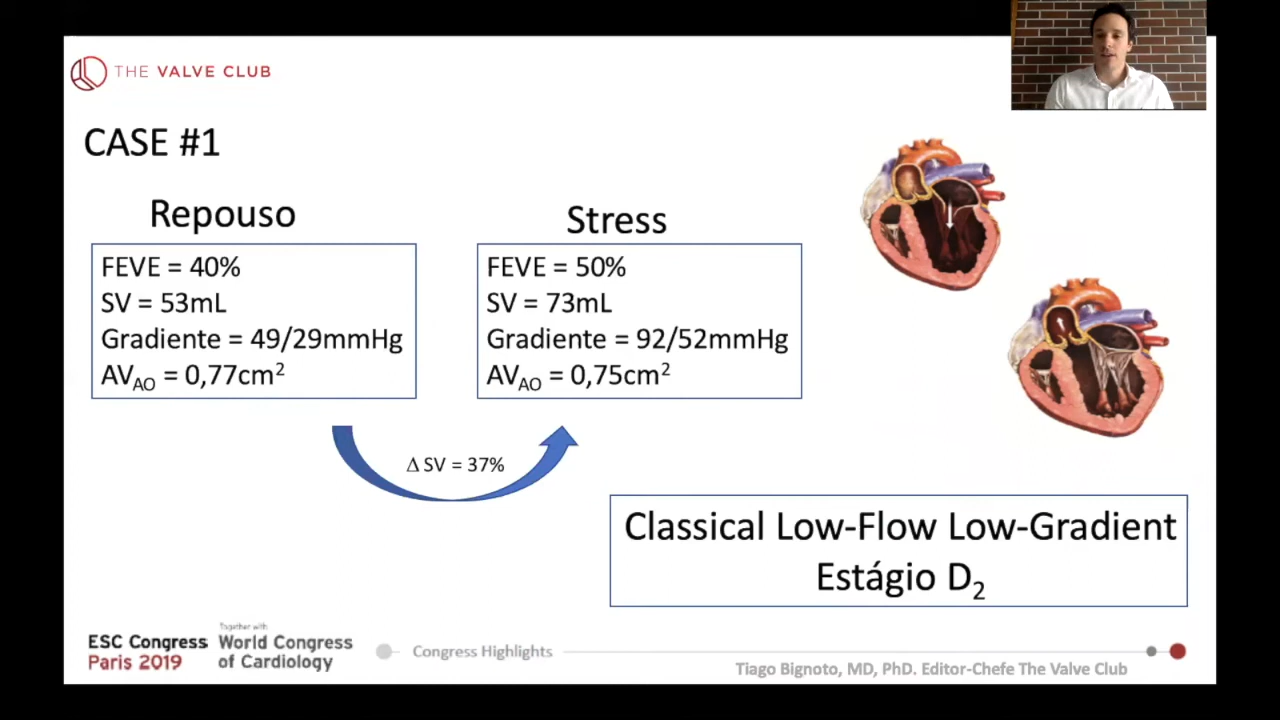 THE VALVE CLUB
CASE #1
Repouso
FEVE = 40%
SV = 53mL
Gradiente = 49/29mmHg
AV_AO = 0,77cm²
Stress
FEVE = 50%
SV = 73mL
Gradiente = 92/52mmHg
AV_AO = 0,75cm²
Δ SV = 37%
Classical Low-Flow Low-Gradient
Estágio D₂
ESC Congress
Paris 2019
Together with
World Congress
of Cardiology
Congress Highlights
Tiago Bignoto, MD, PhD. Editor-Chefe The Valve Club